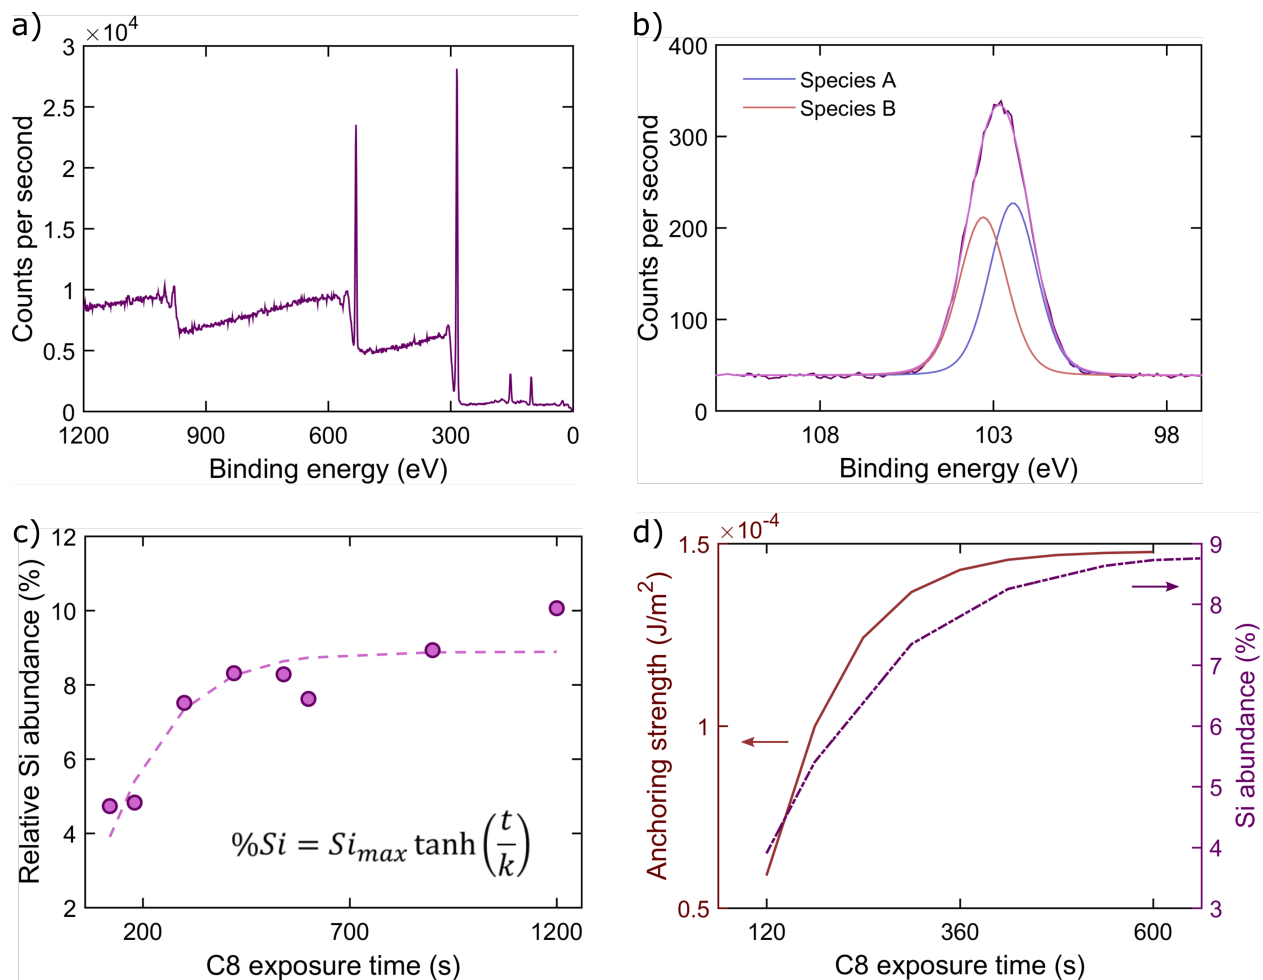 a)
×10⁴
3
2.5
2
1.5
1
0.5
0
1200 900 600 300 0
Counts per second
Binding energy (eV)
b)
400
300
200
100
0
108 103 98
Counts per second
Binding energy (eV)
Species A
Species B
c)
12
10
8
6
4
2
200 700 1200
Relative Si abundance (%)
C8 exposure time (s)
%Si = Si_max tanh(t/k)
d)
×10⁻⁴
1.5
1
0.5
Anchoring strength (J/m²)
9
8
7
6
5
4
3
Si abundance (%)
120 360 600
C8 exposure time (s)